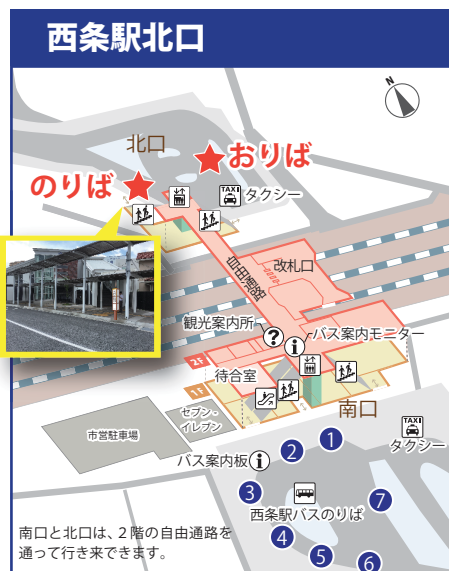 西条駅北口
N
北口
おりば
のりば
TAXI
タクシー
改札口
自由通路
観光案内所
?
i
バス案内モニター
2F
待合室
1F
南口
セブン-
イレブン
市営駐車場
TAXI
タクシー
バス案内板
i
1
2
3
西条駅バスのりば
7
4
5
6
南口と北口は、2階の自由通路を
通って行き来できます。